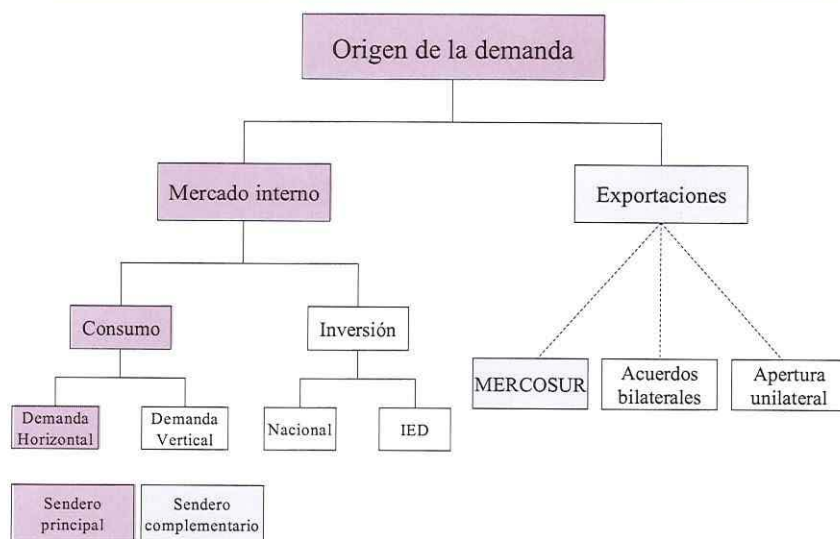 Origen de la demanda
Mercado interno
Exportaciones
Consumo
Inversión
MERCOSUR
Acuerdos
bilaterales
Apertura
unilateral
Demanda
Horizontal
Demanda
Vertical
Nacional
IED
Sendero
principal
Sendero
complementario